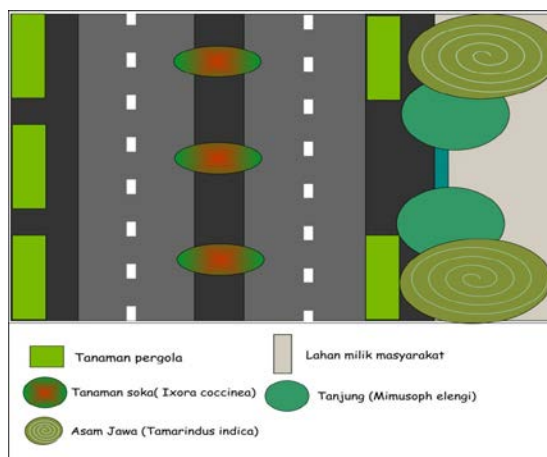 Tanaman pergola
Lahan milik masyarakat
Tanaman soka( Ixora coccinea)
Tanjung (Mimusoph elengi)
Asam Jawa (Tamarindus indica)